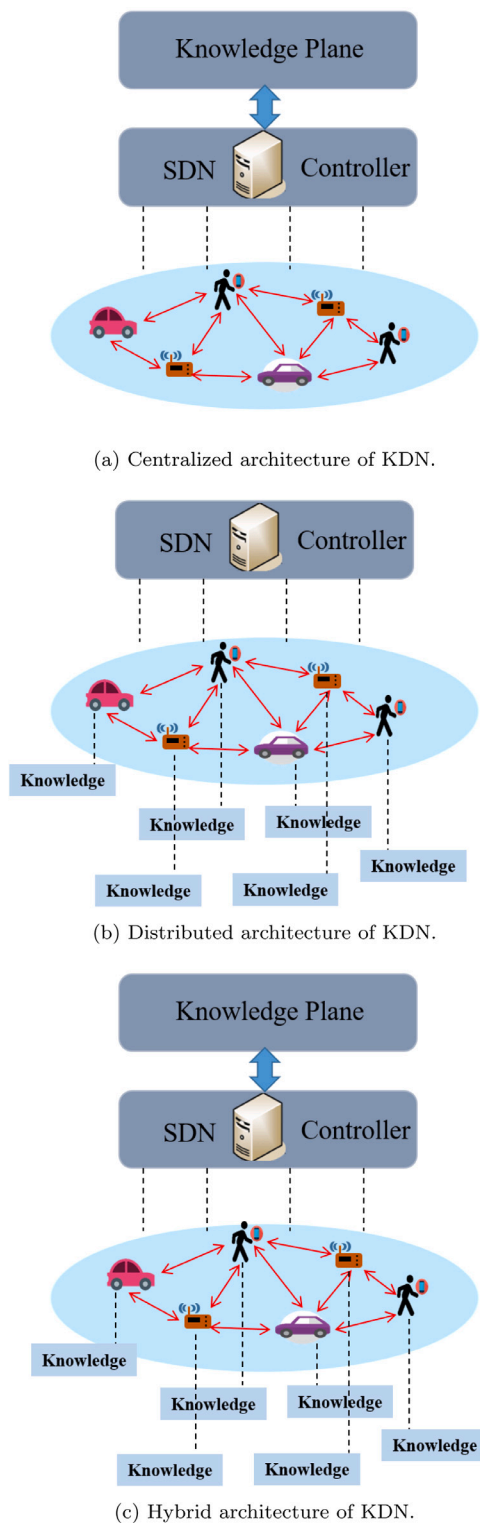 Knowledge Plane
SDN Controller
(a) Centralized architecture of KDN.
SDN Controller
Knowledge
Knowledge
Knowledge
Knowledge
Knowledge
Knowledge
(b) Distributed architecture of KDN.
Knowledge Plane
SDN Controller
Knowledge
Knowledge
Knowledge
Knowledge
Knowledge
Knowledge
(c) Hybrid architecture of KDN.